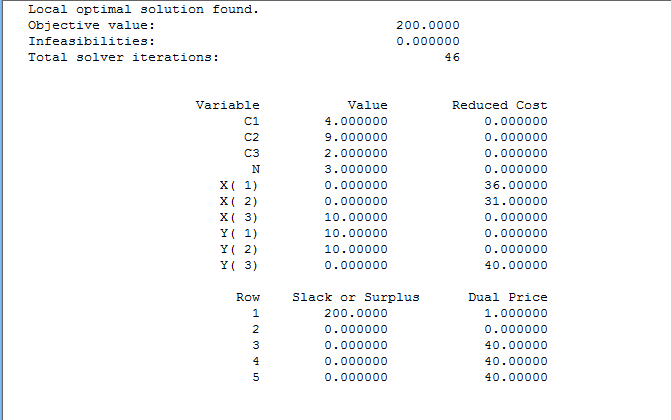 Local optimal solution found.
Objective value: 200.0000
Infeasibilities: 0.000000
Total solver iterations: 46
Variable Value Reduced Cost
C1 4.000000 0.000000
C2 9.000000 0.000000
C3 2.000000 0.000000
N 3.000000 0.000000
X( 1) 0.000000 36.00000
X( 2) 0.000000 31.00000
X( 3) 10.00000 0.000000
Y( 1) 10.00000 0.000000
Y( 2) 10.00000 0.000000
Y( 3) 0.000000 40.00000
Row Slack or Surplus Dual Price
1 200.0000 1.000000
2 0.000000 0.000000
3 0.000000 40.00000
4 0.000000 40.00000
5 0.000000 40.00000